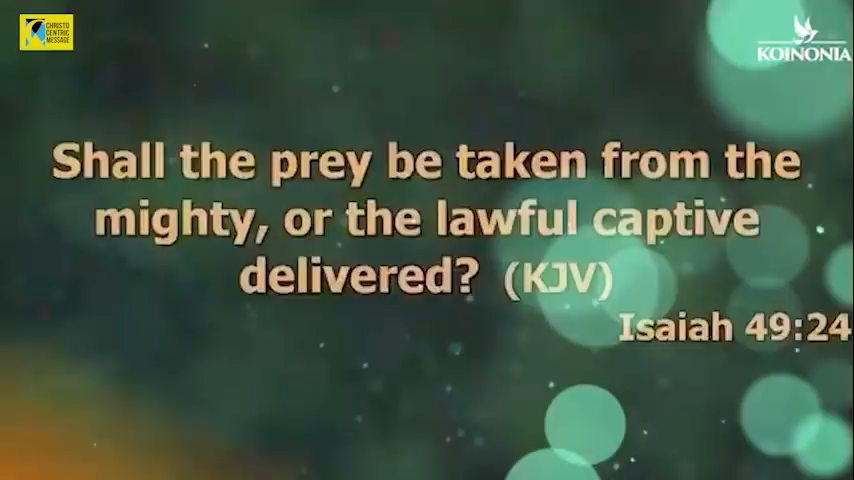 CHRISTO
CENTRIC
MESSAGE
KOINONIA
Shall the prey be taken from the
mighty, or the lawful captive
delivered? (KJV)
Isaiah 49:24